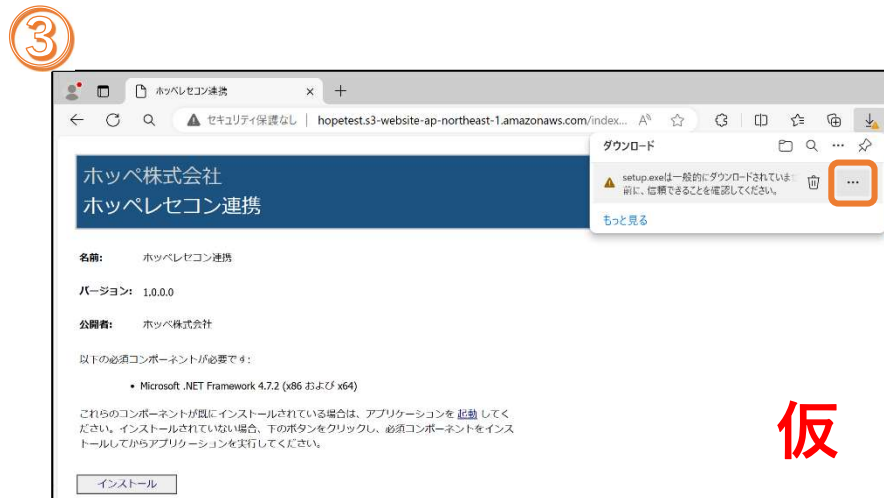 ③
ホッペレセコン連携
セキュリティ保護なし | hopetest.s3-website-ap-northeast-1.amazonaws.com/index...
ダウンロード
setup.exeは一般的にダウンロードされていま
前に、信頼できることを確認してください。
もっと見る
ホッペ株式会社
ホッペレセコン連携
名前: ホッペレセコン連携
バージョン: 1.0.0.0
公開者: ホッペ株式会社
以下の必須コンポーネントが必要です:
• Microsoft .NET Framework 4.7.2 (x86 および x64)
これらのコンポーネントが既にインストールされている場合は、アプリケーションを 起動 してく
ださい。インストールされていない場合、下のボタンをクリックし、必須コンポーネントをインス
トールしてからアプリケーションを実行してください。
仮
インストール